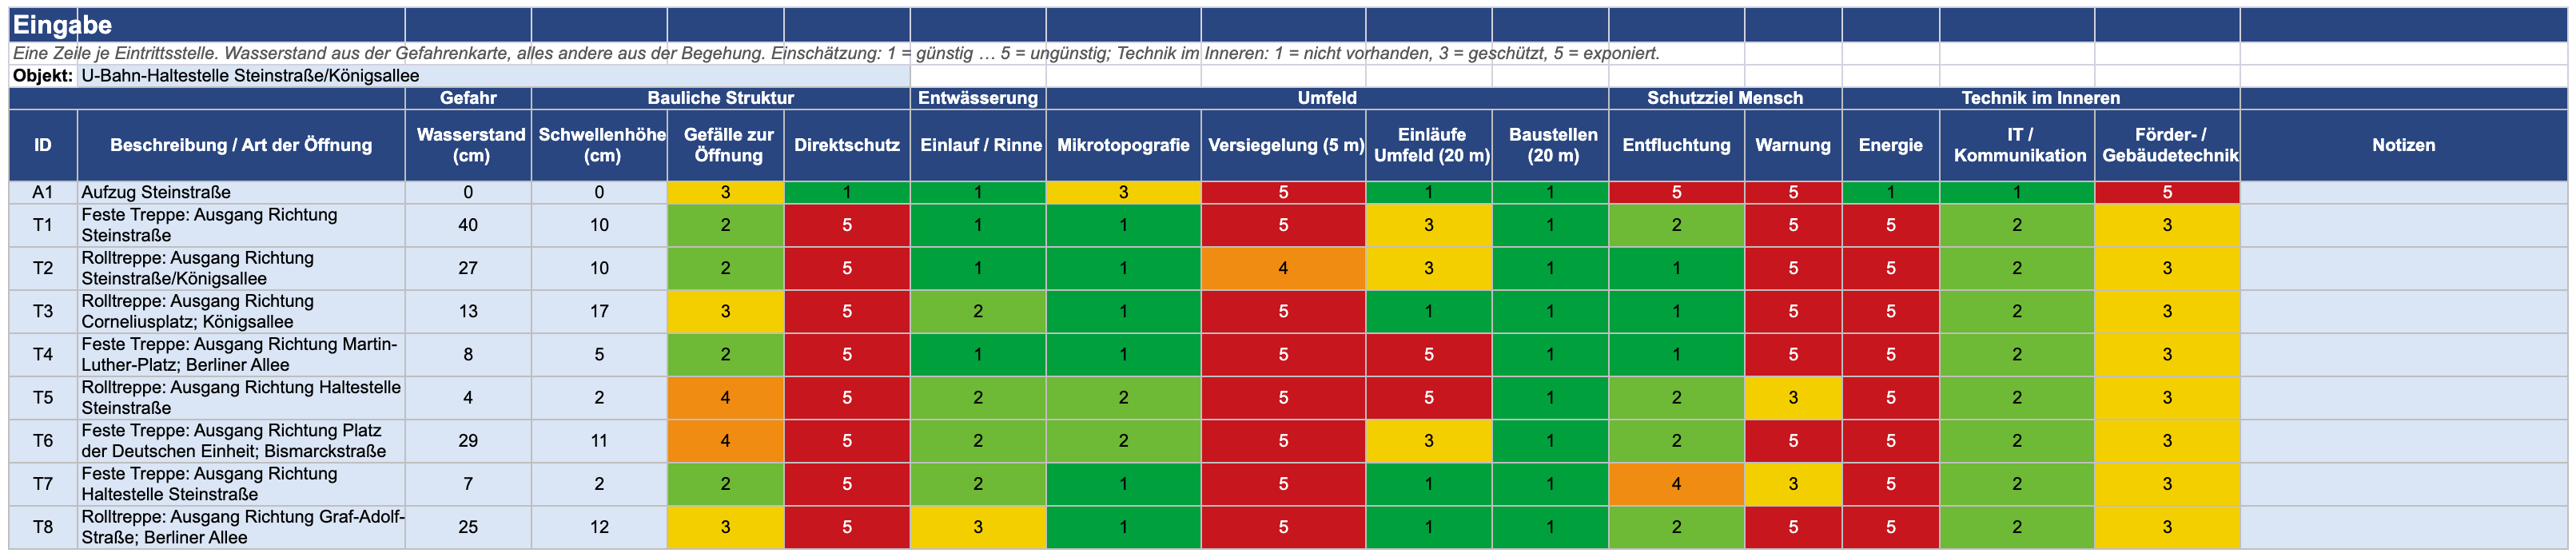 Eingabe
Eine Zeile je Eintrittsstelle. Wasserstand aus der Gefahrenkarte, alles andere aus der Begehung. Einschätzung: 1 = günstig … 5 = ungünstig; Technik im Inneren: 1 = nicht vorhanden, 3 = geschützt, 5 = exponiert.
Objekt: U-Bahn-Haltestelle Steinstraße/Königsallee
Gefahr Bauliche Struktur Entwässerung Umfeld Schutzziel Mensch Technik im Inneren
ID Beschreibung / Art der Öffnung Wasserstand (cm) Schwellenhöhe (cm) Gefälle zur Öffnung Direktschutz Einlauf / Rinne Mikrotopografie Versiegelung (5 m) Einläufe Umfeld (20 m) Baustellen (20 m) Entfluchtung Warnung Energie IT / Kommunikation Förder- / Gebäudetechnik Notizen
A1 Aufzug Steinstraße 0 0 3 1 1 3 5 1 1 5 5 1 1 5
T1 Feste Treppe: Ausgang Richtung Steinstraße 40 10 2 5 1 1 5 3 1 2 5 5 2 3
T2 Rolltreppe: Ausgang Richtung Steinstraße/Königsallee 27 10 2 5 1 1 4 3 1 1 5 5 2 3
T3 Rolltreppe: Ausgang Richtung Corneliusplatz; Königsallee 13 17 3 5 2 1 5 1 1 1 5 5 2 3
T4 Feste Treppe: Ausgang Richtung Martin-Luther-Platz; Berliner Allee 8 5 2 5 1 1 5 5 1 1 5 5 2 3
T5 Rolltreppe: Ausgang Richtung Haltestelle Steinstraße 4 2 4 5 2 2 5 5 1 2 3 5 2 3
T6 Feste Treppe: Ausgang Richtung Platz der Deutschen Einheit; Bismarckstraße 29 11 4 5 2 2 5 3 1 2 5 5 2 3
T7 Feste Treppe: Ausgang Richtung Haltestelle Steinstraße 7 2 2 5 2 1 5 1 1 4 3 5 2 3
T8 Rolltreppe: Ausgang Richtung Graf-Adolf-Straße; Berliner Allee 25 12 3 5 3 1 5 1 1 2 5 5 2 3